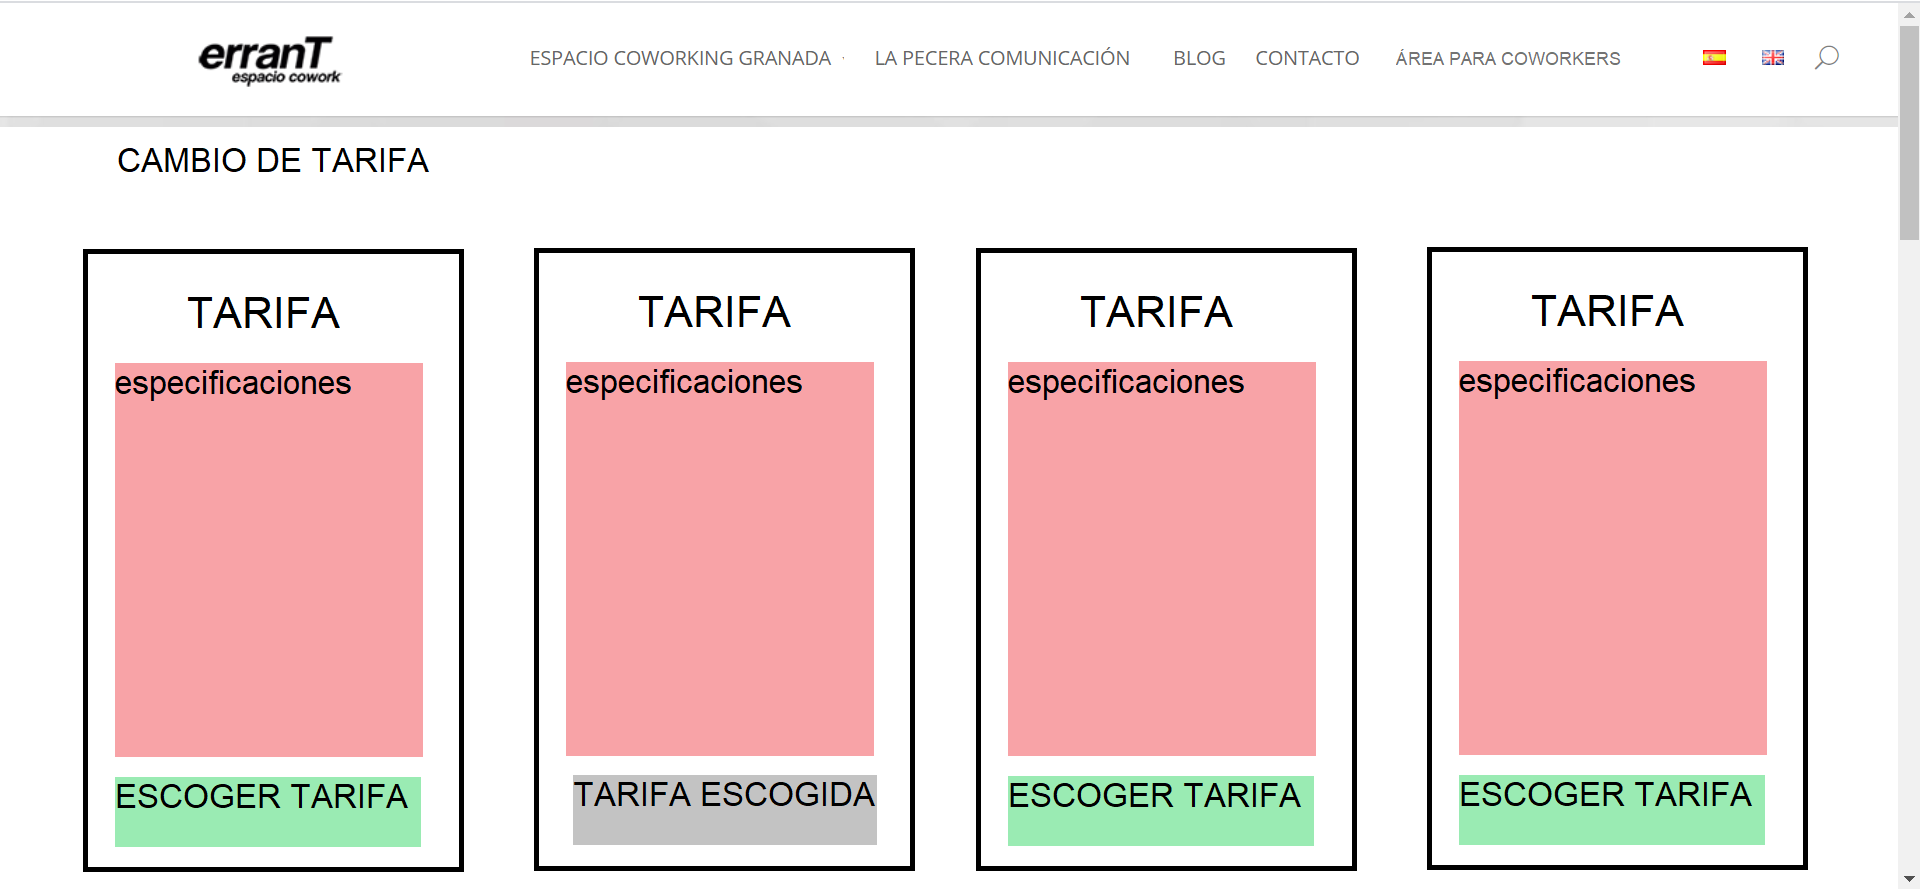 erranT
espacio cowork
ESPACIO COWORKING GRANADA
LA PECERA COMUNICACIÓN
BLOG
CONTACTO
ÁREA PARA COWORKERS
CAMBIO DE TARIFA
TARIFA
especificaciones
ESCOGER TARIFA
TARIFA
especificaciones
TARIFA ESCOGIDA
TARIFA
especificaciones
ESCOGER TARIFA
TARIFA
especificaciones
ESCOGER TARIFA